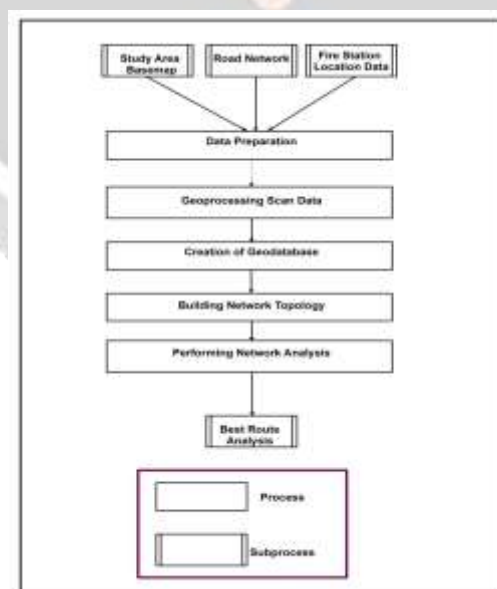 Study Area
Basemap
Road Network
Fire Station
Location Data
Data Preparation
Geoprocessing Scan Data
Creation of Geodatabase
Building Network Topology
Performing Network Analysis
Best Route
Analysis
Process
Subprocess